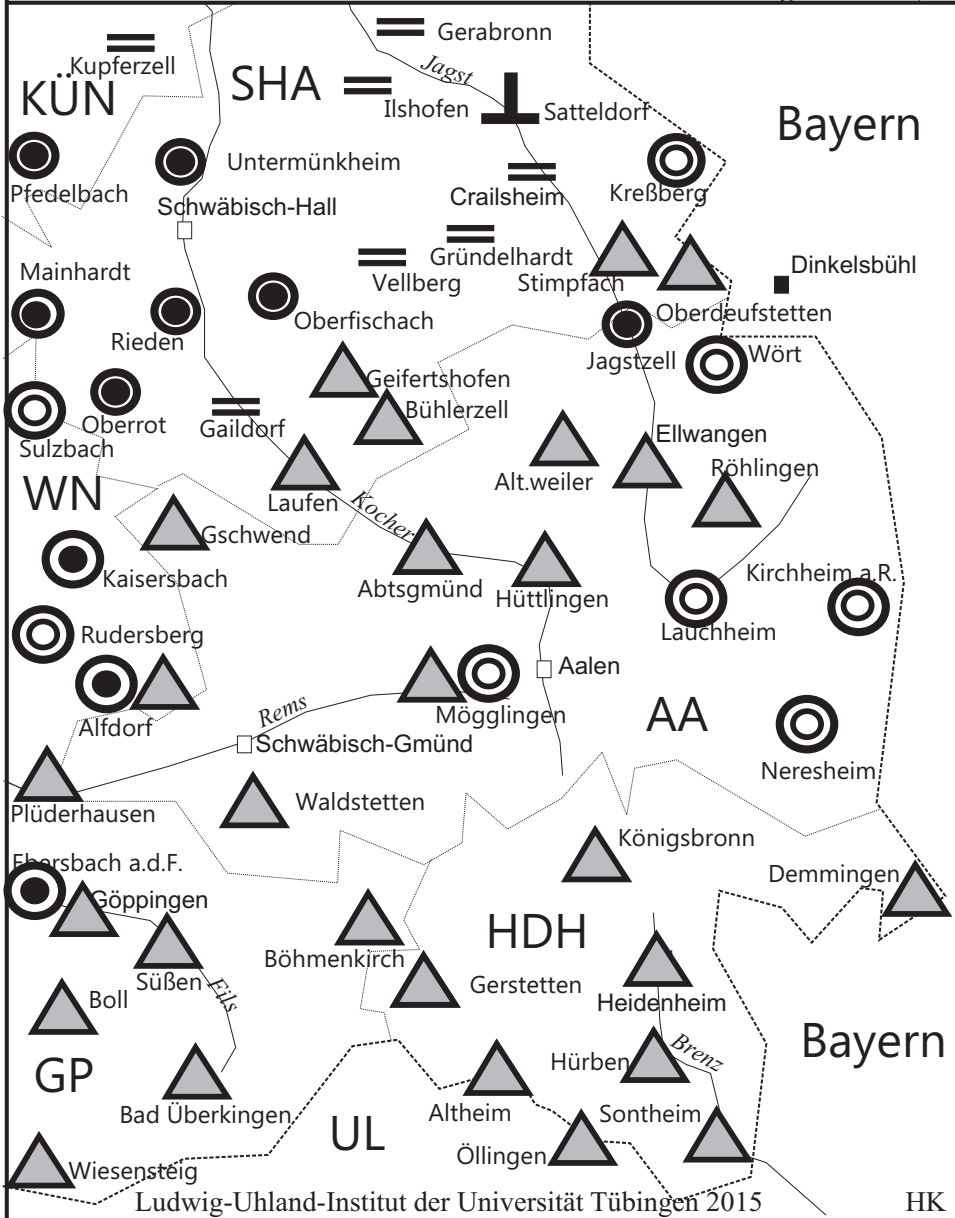 Gerabronn
Kupferzell
Jagst
KÜN
SHA
Ilshofen
Satteldorf
Bayern
Untermünkheim
Pfedelbach
Crailsheim
Kreßberg
Schwäbisch-Hall
Gründelhardt
Vellberg
Stimpfach
Dinkelsbühl
Mainhardt
Oberfischach
Oberdeufstetten
Rieden
Jagstzell
Wört
Geifertshofen
Bühlerzell
Oberrot
Gaildorf
Sulzbach
Ellwangen
Röhlingen
Alt.weiler
WN
Laufen
Kocher
Gschwend
Kaisersbach
Abtsgmünd
Hüttlingen
Kirchheim a.R.
Rudersberg
Lauchheim
Aalen
Rems
Mögglingen
AA
Alfdorf
Schwäbisch-Gmünd
Neresheim
Plüderhausen
Waldstetten
Königsbronn
Ebersbach a.d.F.
Demmingen
Göppingen
HDH
Böhmenkirch
Süßen
Gerstetten
Fils
Boll
Heidenheim
Bayern
Hürben
Brenz
GP
Bad Überkingen
Altheim
Sontheim
UL
Öllingen
Wiesensteig
Ludwig-Uhland-Institut der Universität Tübingen 2015
HK